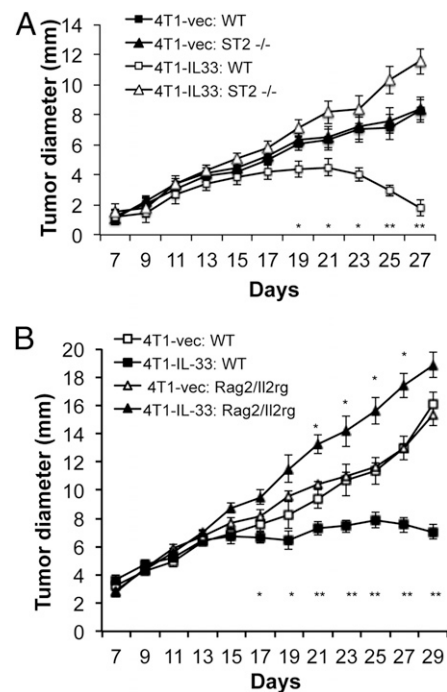 A
4T1-vec: WT
4T1-vec: ST2 -/-
4T1-IL33: WT
4T1-IL33: ST2 -/-
Tumor diameter (mm)
14
12
10
8
6
4
2
0
* * * ** **
7 9 11 13 15 17 19 21 23 25 27
Days
B
4T1-vec: WT
4T1-IL-33: WT
4T1-vec: Rag2/Il2rg
4T1-IL-33: Rag2/Il2rg
Tumor diameter (mm)
20
18
16
14
12
10
8
6
4
2
0
* * * *
* * ** ** ** ** **
7 9 11 13 15 17 19 21 23 25 27 29
Days